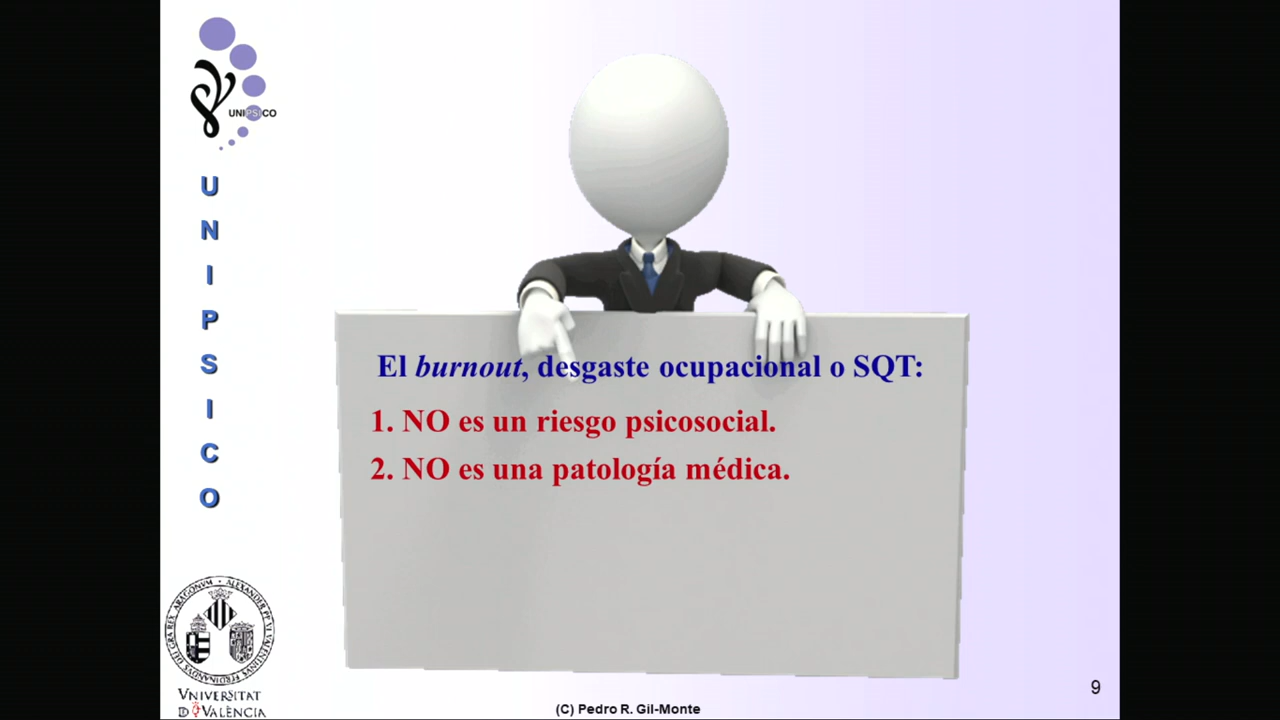 UNIPSICO
U
N
I
P
S
I
C
O
El burnout, desgaste ocupacional o SQT:
1. NO es un riesgo psicosocial.
2. NO es una patología médica.
VNIVERSITAT
D VALÈNCIA
(C) Pedro R. Gil-Monte
9